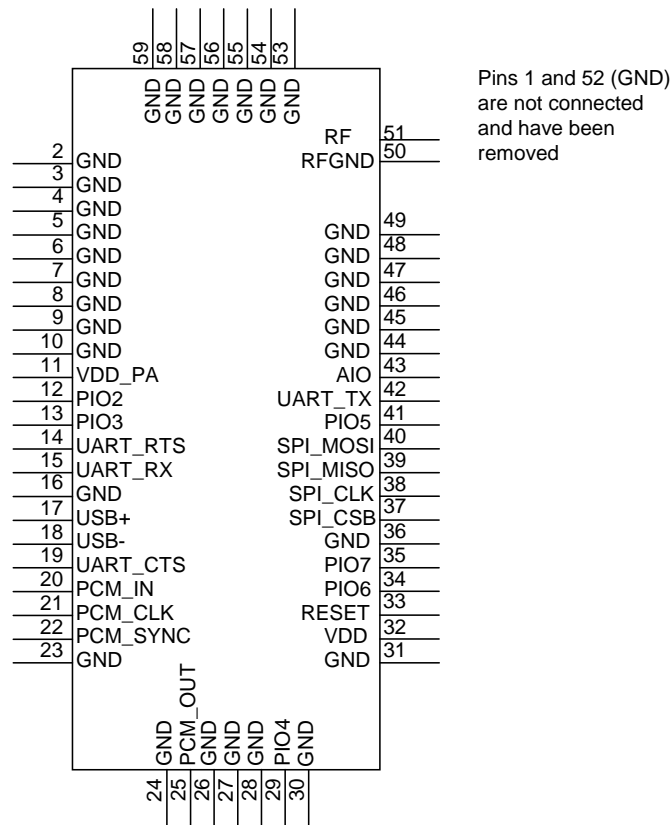 59 58 57 56 55 54 53
GND GND GND GND GND GND GND
Pins 1 and 52 (GND)
are not connected
and have been
removed
RF 51
RFGND 50
2 GND
3 GND
4 GND
5 GND
6 GND
7 GND
8 GND
9 GND
10 GND
11 VDD_PA
12 PIO2
13 PIO3
14 UART_RTS
15 UART_RX
16 GND
17 USB+
18 USB-
19 UART_CTS
20 PCM_IN
21 PCM_CLK
22 PCM_SYNC
23 GND
GND 49
GND 48
GND 47
GND 46
GND 45
GND 44
AIO 43
UART_TX 42
PIO5 41
SPI_MOSI 40
SPI_MISO 39
SPI_CLK 38
SPI_CSB 37
GND 36
PIO7 35
PIO6 34
RESET 33
VDD 32
GND 31
GND PCM_OUT GND GND GND PIO4 GND
24 25 26 27 28 29 30